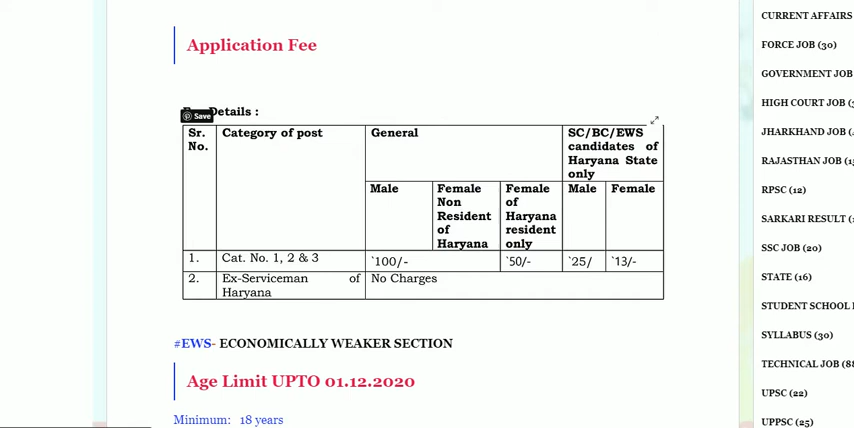 Application Fee
Details :
Save
Sr. No.
Category of post
General
SC/BC/EWS candidates of Haryana State only
Male
Female Non Resident of Haryana
Female of Haryana resident only
Male
Female
1.
Cat. No. 1, 2 & 3
`100/-
`50/-
`25/
`13/-
2.
Ex-Serviceman of Haryana
No Charges
#EWS- ECONOMICALLY WEAKER SECTION
Age Limit UPTO 01.12.2020
Minimum: 18 years
CURRENT AFFAIRS
FORCE JOB (30)
GOVERNMENT JOB
HIGH COURT JOB
JHARKHAND JOB
RAJASTHAN JOB
RPSC (12)
SARKARI RESULT
SSC JOB (20)
STATE (16)
STUDENT SCHOOL
SYLLABUS (30)
TECHNICAL JOB
UPSC (22)
UPPSC (25)